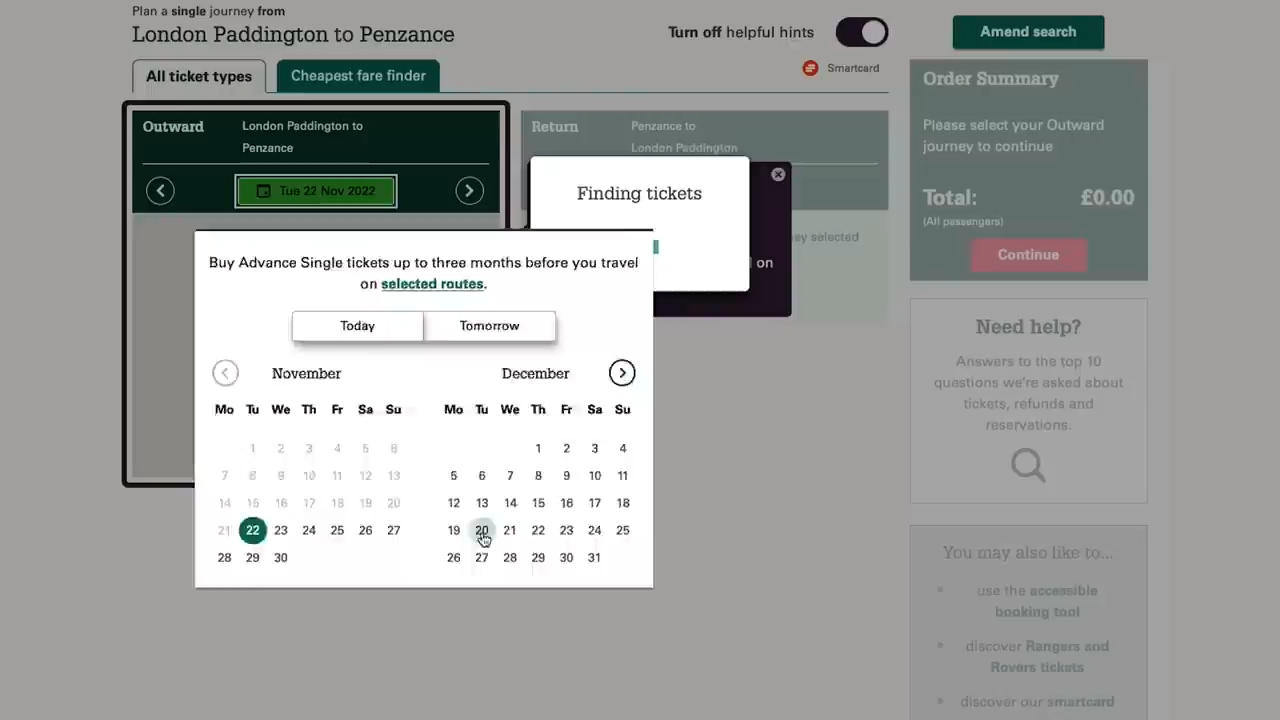 Plan a single journey from
London Paddington to Penzance
Turn off helpful hints
Amend search
All ticket types
Cheapest fare finder
Smartcard
Outward
London Paddington to
Penzance
Tue 22 Nov 2022
Return
Penzance to
London Paddington
Finding tickets
ey selected
on
Buy Advance Single tickets up to three months before you travel
on selected routes.
Today
Tomorrow
November
December
Mo Tu We Th Fr Sa Su
Mo Tu We Th Fr Sa Su
1 2 3 4 5 6
1 2 3 4
7 8 9 10 11 12 13
5 6 7 8 9 10 11
14 15 16 17 18 19 20
12 13 14 15 16 17 18
21 22 23 24 25 26 27
19 20 21 22 23 24 25
28 29 30
26 27 28 29 30 31
Order Summary
Please select your Outward
journey to continue
Total: £0.00
(All passengers)
Continue
Need help?
Answers to the top 10
questions we're asked about
tickets, refunds and
reservations.
You may also like to...
use the accessible
booking tool
discover Rangers and
Rovers tickets
discover our smartcard